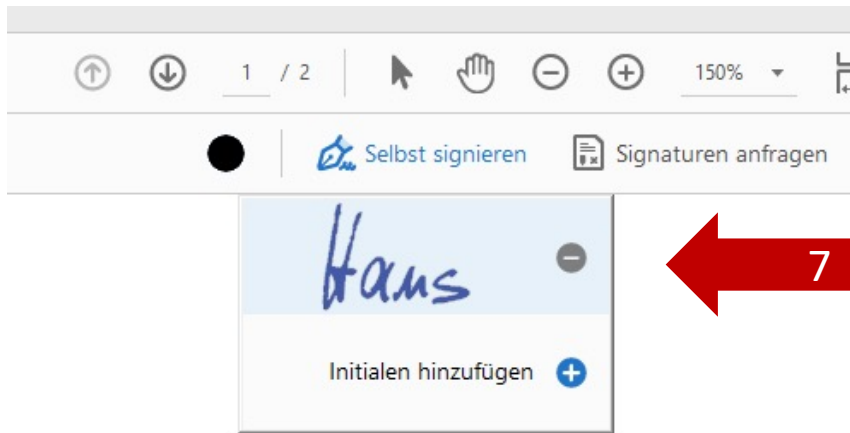 1 / 2 150%
Selbst signieren Signaturen anfragen
Hans
7
Initialen hinzufügen